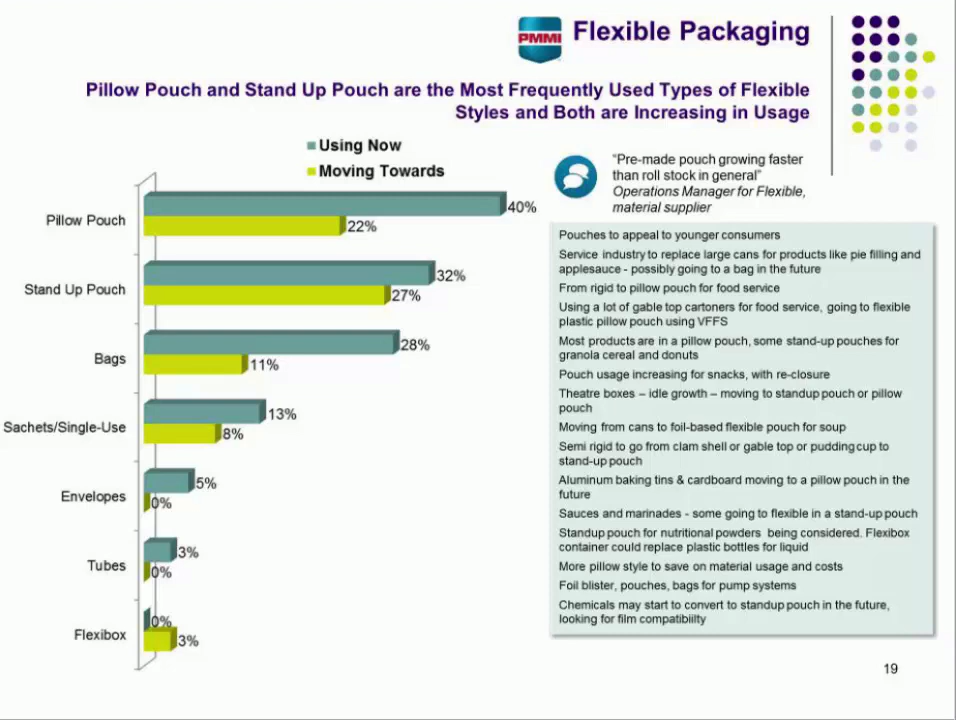 PMMI
Flexible Packaging
Pillow Pouch and Stand Up Pouch are the Most Frequently Used Types of Flexible
Styles and Both are Increasing in Usage
Using Now
Moving Towards
Pillow Pouch
40%
22%
Stand Up Pouch
32%
27%
Bags
28%
11%
Sachets/Single-Use
13%
8%
Envelopes
5%
0%
Tubes
3%
0%
Flexibox
0%
3%
"Pre-made pouch growing faster
than roll stock in general"
Operations Manager for Flexible,
material supplier
Pouches to appeal to younger consumers
Service industry to replace large cans for products like pie filling and
applesauce - possibly going to a bag in the future
From rigid to pillow pouch for food service
Using a lot of gable top cartoners for food service, going to flexible
plastic pillow pouch using VFFS
Most products are in a pillow pouch, some stand-up pouches for
granola cereal and donuts
Pouch usage increasing for snacks, with re-closure
Theatre boxes – idle growth – moving to standup pouch or pillow
pouch
Moving from cans to foil-based flexible pouch for soup
Semi rigid to go from clam shell or gable top or pudding cup to
stand-up pouch
Aluminum baking tins & cardboard moving to a pillow pouch in the
future
Sauces and marinades - some going to flexible in a stand-up pouch
Standup pouch for nutritional powders being considered. Flexibox
container could replace plastic bottles for liquid
More pillow style to save on material usage and costs
Foil blister, pouches, bags for pump systems
Chemicals may start to convert to standup pouch in the future,
looking for film compatibiilty
19